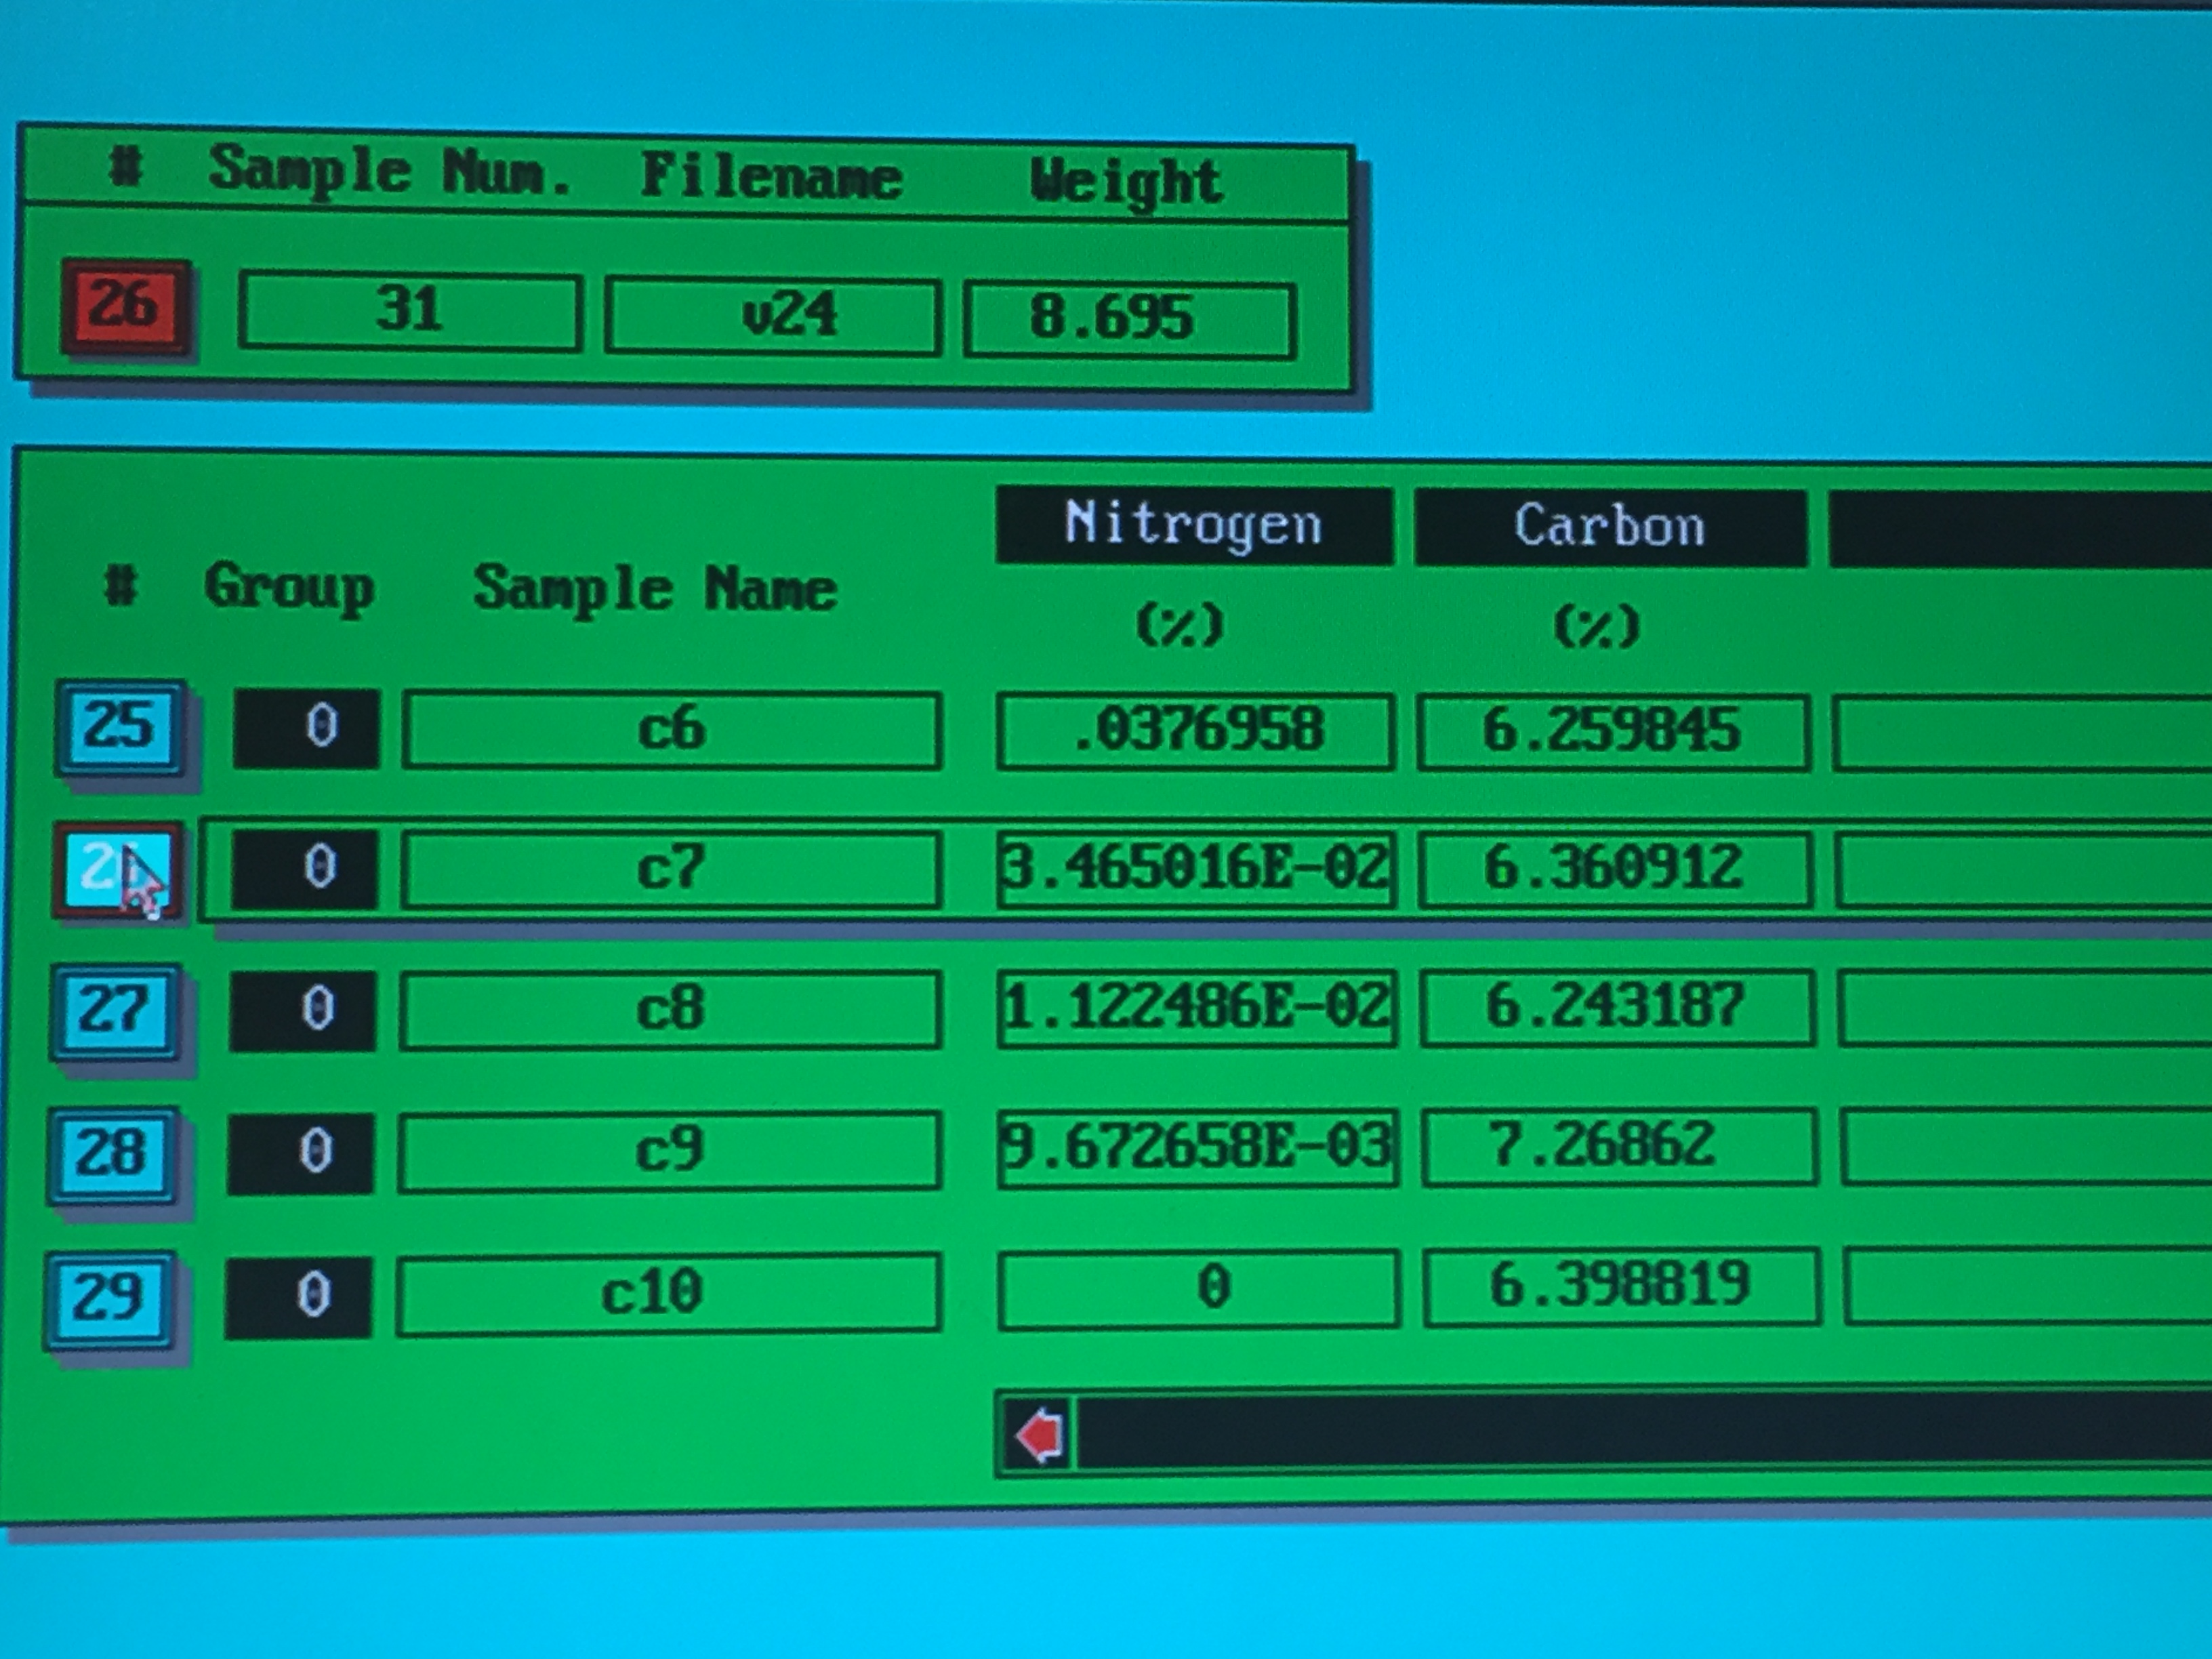 # Sample Num. Filename Weight
26 31 v24 8.695
Nitrogen Carbon
# Group Sample Name (%) (%)
25 0 c6 .0376958 6.259845
0 c7 3.465016E-02 6.360912
27 0 c8 1.122486E-02 6.243187
28 0 c9 9.672658E-03 7.26862
29 0 c10 0 6.398819